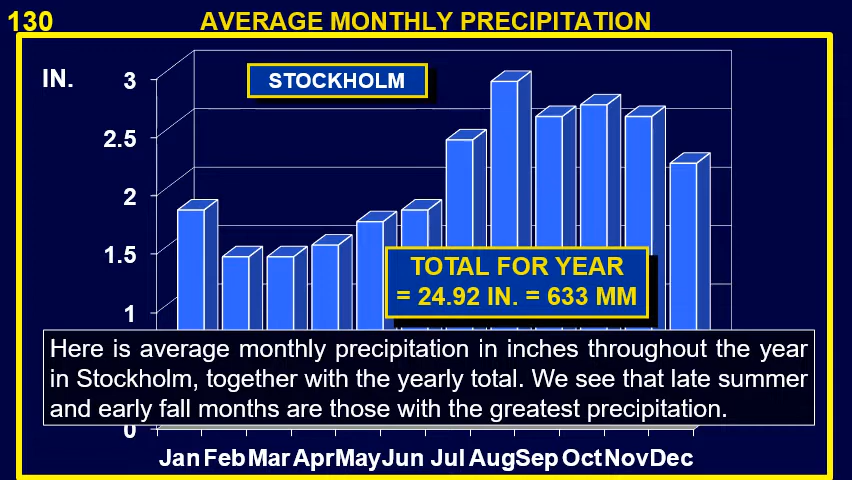 130
AVERAGE MONTHLY PRECIPITATION
IN.
3
STOCKHOLM
2.5
2
1.5
TOTAL FOR YEAR
= 24.92 IN. = 633 MM
1
Here is average monthly precipitation in inches throughout the year
in Stockholm, together with the yearly total. We see that late summer
and early fall months are those with the greatest precipitation.
0
Jan Feb Mar Apr May Jun Jul Aug Sep Oct Nov Dec